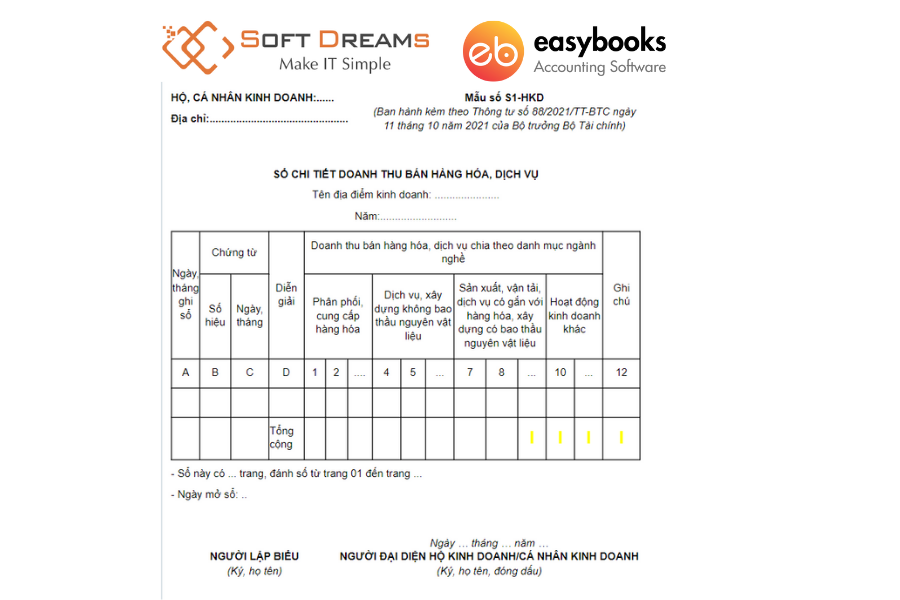 SOFT DREAMS
Make IT Simple
eb
easybooks
Accounting Software
HỘ, CÁ NHÂN KINH DOANH:......
Địa chỉ:...............................................
Mẫu số S1-HKD
(Ban hành kèm theo Thông tư số 88/2021/TT-BTC ngày
11 tháng 10 năm 2021 của Bộ trưởng Bộ Tài chính)
SỔ CHI TIẾT DOANH THU BÁN HÀNG HÓA, DỊCH VỤ
Tên địa điểm kinh doanh: ......................
Năm:..........................
Ngày, tháng ghi sổ
Chứng từ
Số hiệu
Ngày, tháng
Diễn giải
Doanh thu bán hàng hóa, dịch vụ chia theo danh mục ngành
nghề
Phân phối,
cung cấp
hàng hóa
Dịch vụ, xây
dựng không bao
thầu nguyên vật
liệu
Sản xuất, vận tải,
dịch vụ có gắn với
hàng hóa, xây
dựng có bao thầu
nguyên vật liệu
Hoạt động
kinh doanh
khác
Ghi
chú
A B C D 1 2 .... 4 5 ... 7 8 ... 10 ... 12
Tổng
cộng
- Sổ này có ... trang, đánh số từ trang 01 đến trang ...
- Ngày mở sổ: ..
Ngày ... tháng ... năm ...
NGƯỜI LẬP BIỂU
(Ký, họ tên)
NGƯỜI ĐẠI DIỆN HỘ KINH DOANH/CÁ NHÂN KINH DOANH
(Ký, họ tên, đóng dấu)